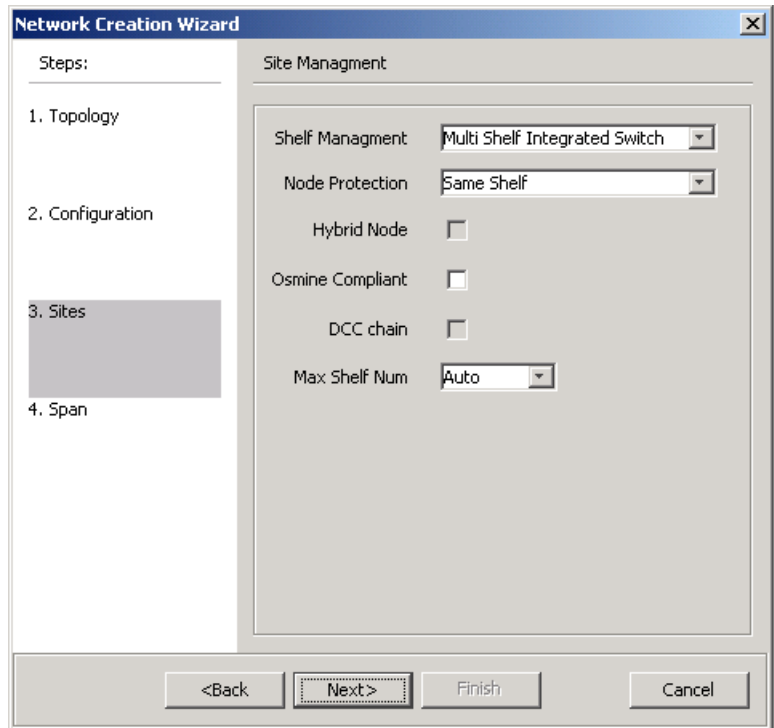 Network Creation Wizard
Steps:
1. Topology
2. Configuration
3. Sites
4. Span
Site Managment
Shelf Managment Multi Shelf Integrated Switch
Node Protection Same Shelf
Hybrid Node
Osmine Compliant
DCC chain
Max Shelf Num Auto
<Back Next> Finish Cancel